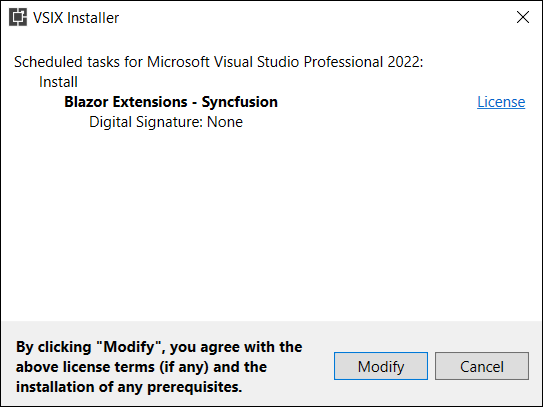 VSIX Installer
Scheduled tasks for Microsoft Visual Studio Professional 2022:
Install
Blazor Extensions - Syncfusion License
Digital Signature: None
By clicking "Modify", you agree with the
above license terms (if any) and the
installation of any prerequisites.
Modify Cancel